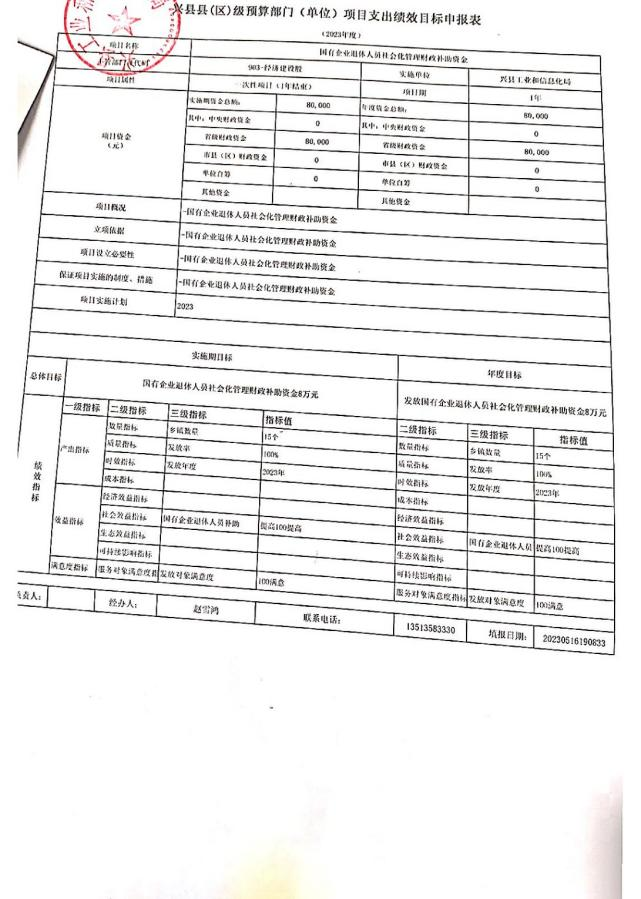 兴县县(区)级预算部门(单位)项目支出绩效目标申报表
(2023年度)
项目名称 国有企业退休人员社会化管理财政补助资金
903-经济建设股 实施单位 兴县工业和信息化局
项目属性 一次性项目(1年结束) 项目期 1年
项目资金(元) 实施期资金总额: 80,000 年度资金总额: 80,000
其中:中央财政资金 0 其中:中央财政资金 0
省级财政资金 80,000 省级财政资金 80,000
市县(区)财政资金 0 市县(区)财政资金 0
单位自筹 0 单位自筹 0
其他资金 其他资金
项目概况 -国有企业退休人员社会化管理财政补助资金
立项依据 -国有企业退休人员社会化管理财政补助资金
项目设立必要性 -国有企业退休人员社会化管理财政补助资金
保证项目实施的制度、措施 -国有企业退休人员社会化管理财政补助资金
项目实施计划 2023
实施期目标 年度目标
总体目标 国有企业退休人员社会化管理财政补助资金8万元 发放国有企业退休人员社会化管理财政补助资金8万元
绩效指标 一级指标 二级指标 三级指标 指标值 二级指标 三级指标 指标值
产出指标 数量指标 乡镇数量 15个 数量指标 乡镇数量 15个
质量指标 发放率 100% 质量指标 发放率 100%
时效指标 发放年度 2023年 时效指标 发放年度 2023年
成本指标 成本指标
效益指标 经济效益指标 经济效益指标
社会效益指标 国有企业退休人员补助 提高100提高 社会效益指标 国有企业退休人员 提高100提高
生态效益指标 生态效益指标
可持续影响指标 可持续影响指标
满意度指标 服务对象满意度指 发放对象满意度 100满意 服务对象满意度指标 发放对象满意度 100满意
负责人: 经办人: 赵雪鸿 联系电话: 13513583330 填报日期: 20230516190833